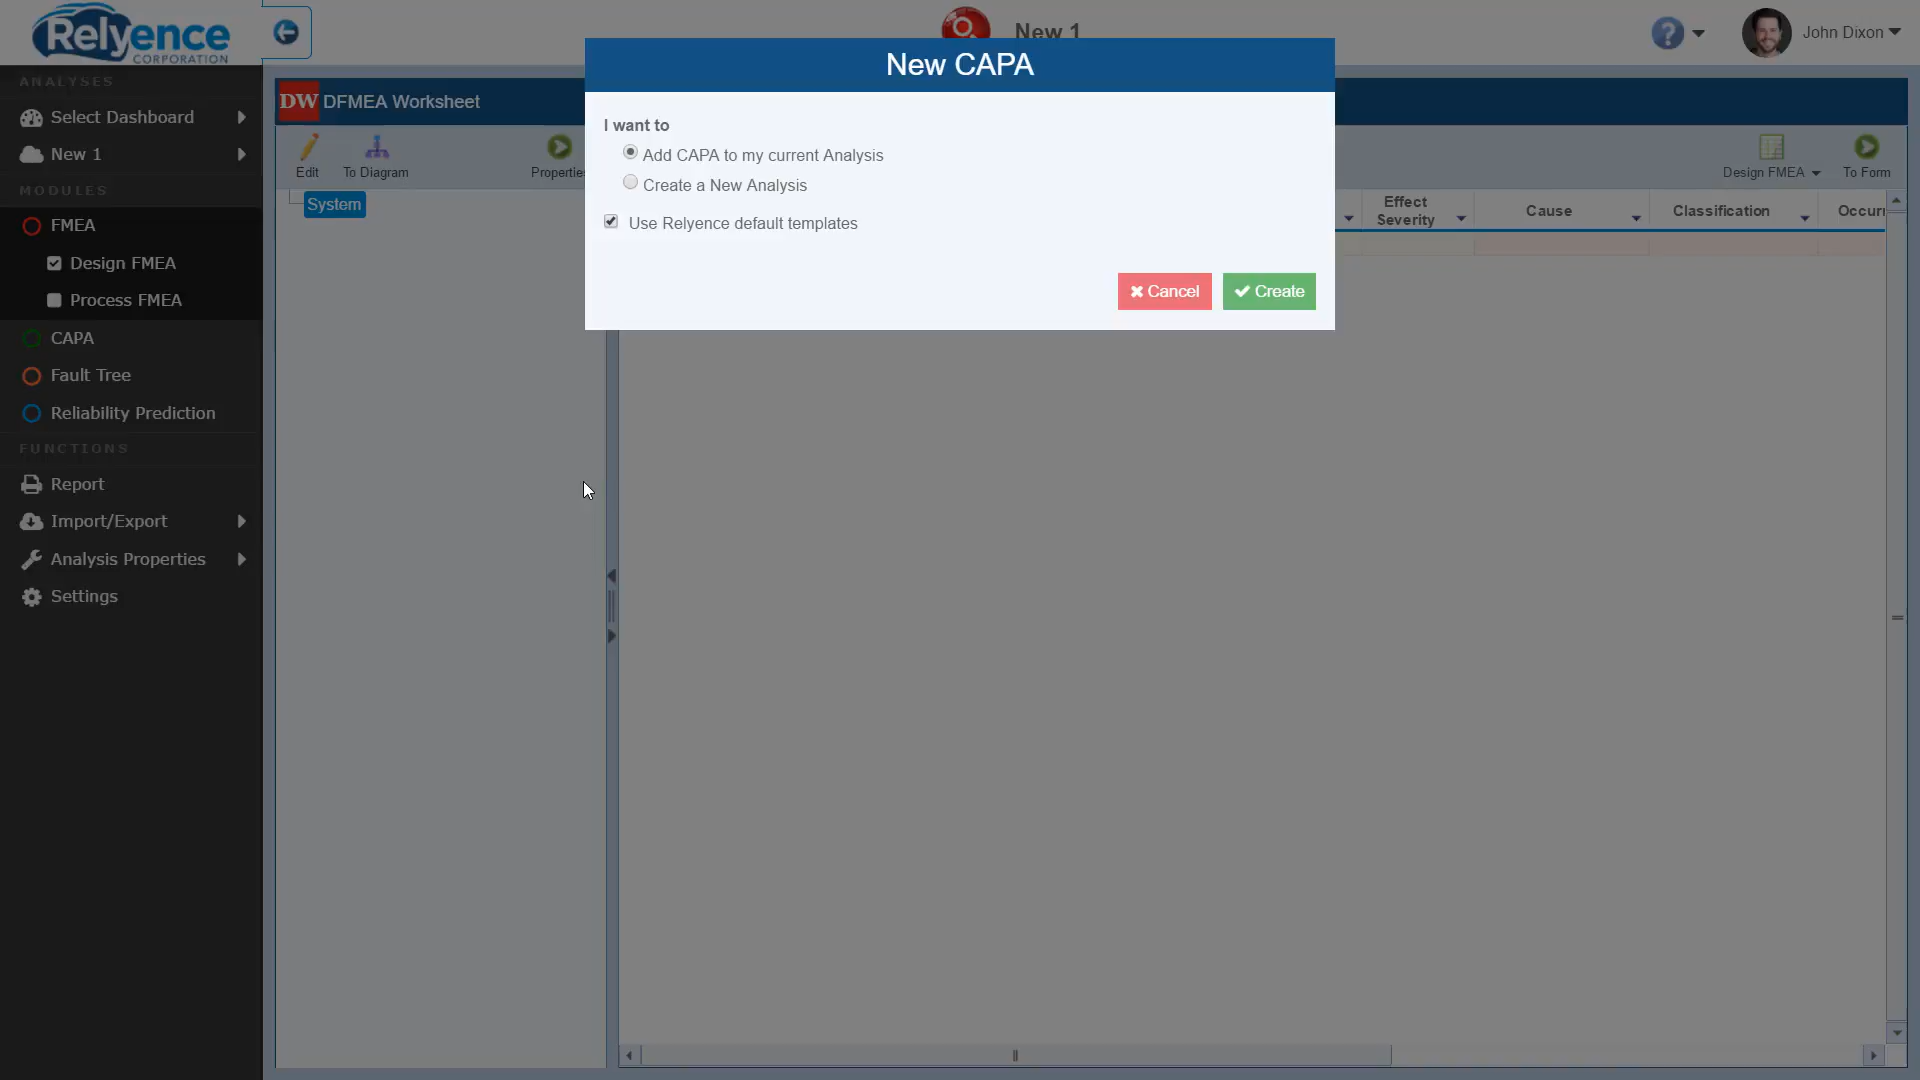 Relyence
CORPORATION
New 1
?
John Dixon
New CAPA
I want to
Add CAPA to my current Analysis
Create a New Analysis
Use Relyence default templates
Cancel
Create
ANALYSES
Select Dashboard
New 1
MODULES
FMEA
Design FMEA
Process FMEA
CAPA
Fault Tree
Reliability Prediction
FUNCTIONS
Report
Import/Export
Analysis Properties
Settings
DW DFMEA Worksheet
Edit
To Diagram
Design FMEA
To Form
System
Effect
Severity
Cause
Classification